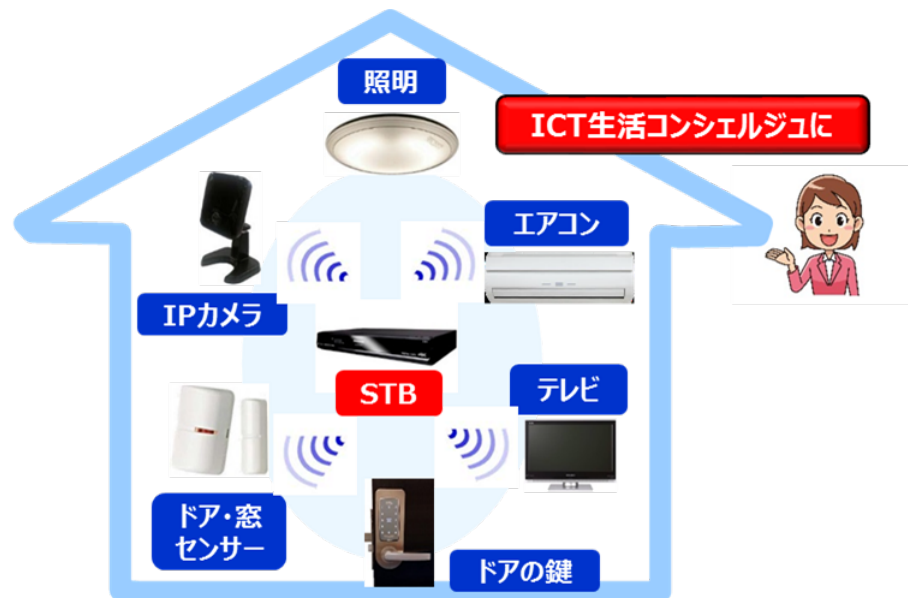 照明
ICT生活コンシェルジュに
エアコン
IPカメラ
STB
テレビ
ドア・窓
センサー
ドアの鍵